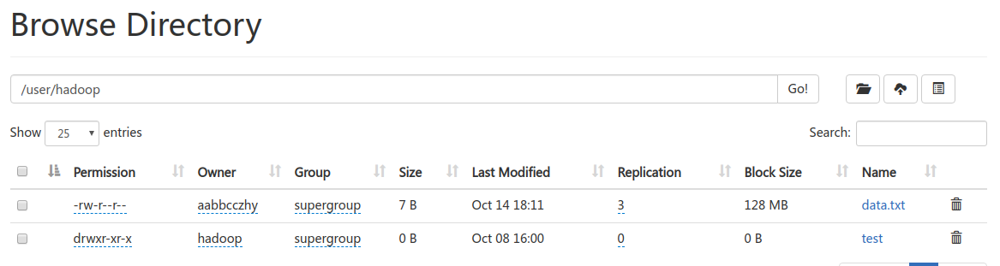 Browse Directory
/user/hadoop Go!
Show 25 entries Search:
Permission Owner Group Size Last Modified Replication Block Size Name
-rw-r--r-- aabbcczhy supergroup 7 B Oct 14 18:11 3 128 MB data.txt
drwxr-xr-x hadoop supergroup 0 B Oct 08 16:00 0 0 B test